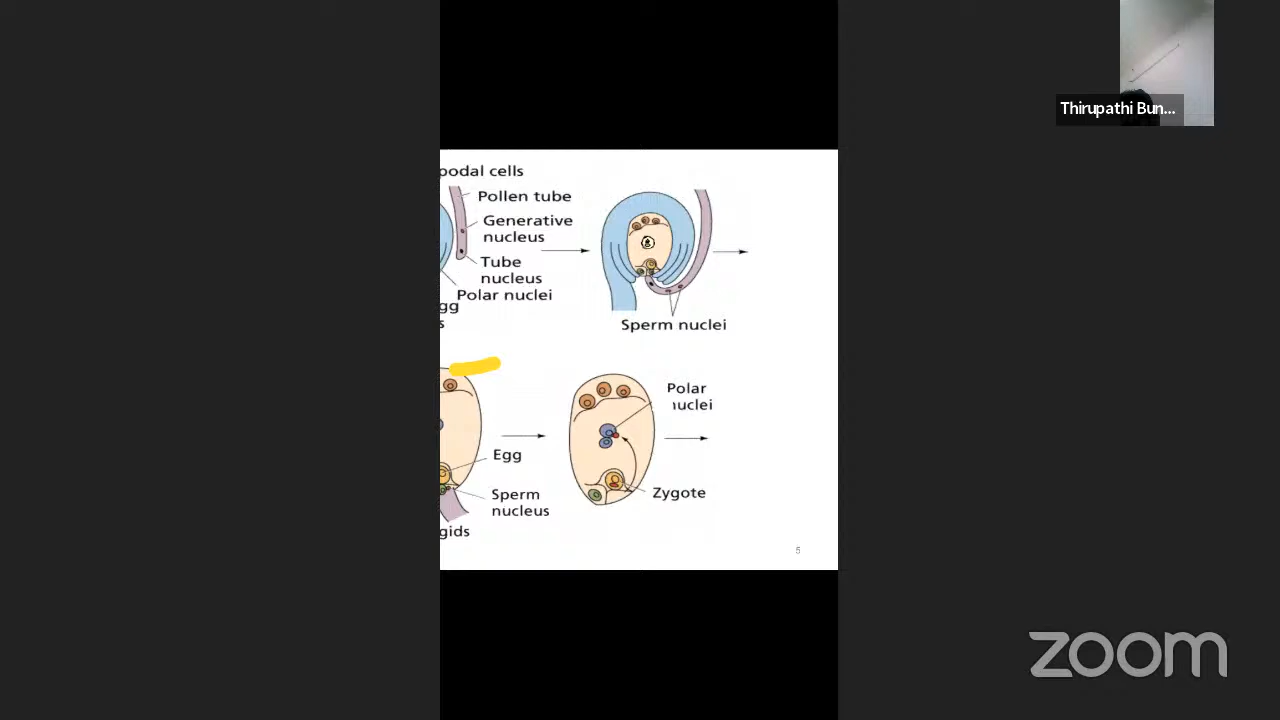 Thirupathi Bun...
podal cells
Pollen tube
Generative
nucleus
Tube
nucleus
Polar nuclei
gg
s
Sperm nuclei
Polar
nuclei
Egg
Sperm
nucleus
Zygote
gids
5
zoom